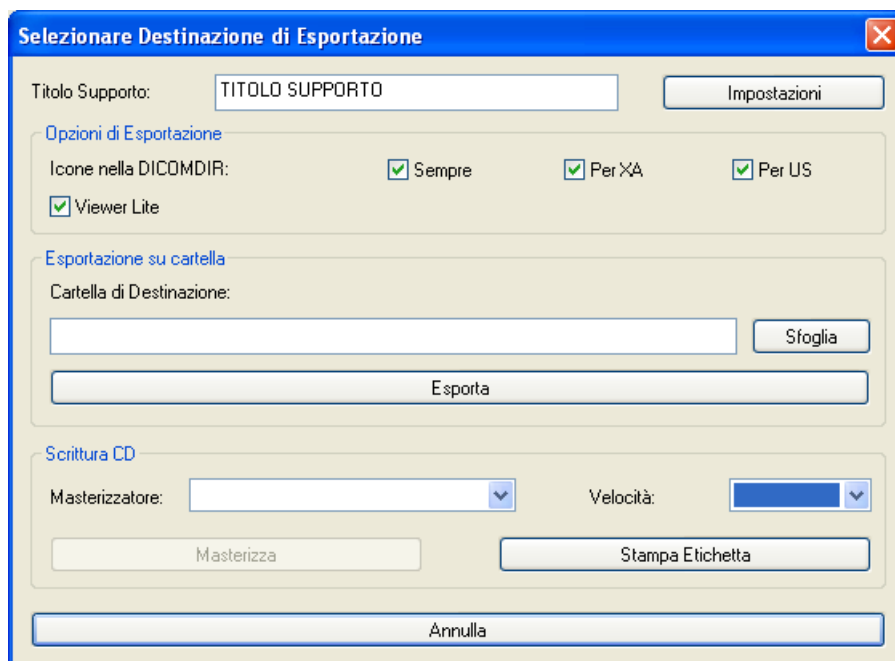 Selezionare Destinazione di Esportazione
Titolo Supporto: TITOLO SUPPORTO Impostazioni
Opzioni di Esportazione
Icone nella DICOMDIR: Sempre Per XA Per US
Viewer Lite
Esportazione su cartella
Cartella di Destinazione:
Sfoglia
Esporta
Scrittura CD
Masterizzatore: Velocità:
Masterizza Stampa Etichetta
Annulla